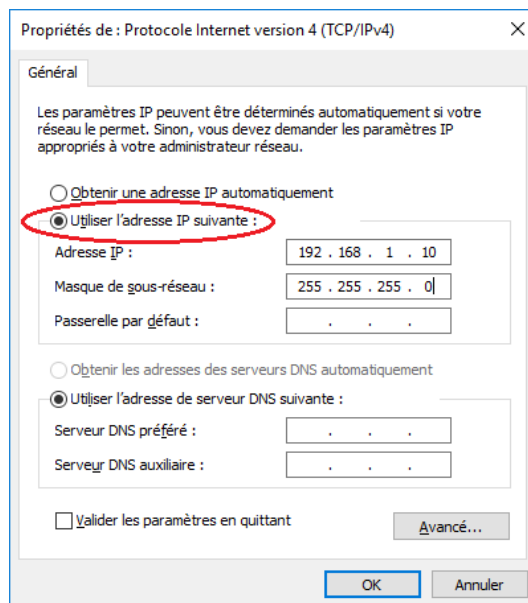 Propriétés de : Protocole Internet version 4 (TCP/IPv4)
Général
Les paramètres IP peuvent être déterminés automatiquement si votre
réseau le permet. Sinon, vous devez demander les paramètres IP
appropriés à votre administrateur réseau.
Obtenir une adresse IP automatiquement
Utiliser l'adresse IP suivante :
Adresse IP : 192 . 168 . 1 . 10
Masque de sous-réseau : 255 . 255 . 255 . 0
Passerelle par défaut : . . .
Obtenir les adresses des serveurs DNS automatiquement
Utiliser l'adresse de serveur DNS suivante :
Serveur DNS préféré : . . .
Serveur DNS auxiliaire : . . .
Valider les paramètres en quittant
Avancé...
OK Annuler